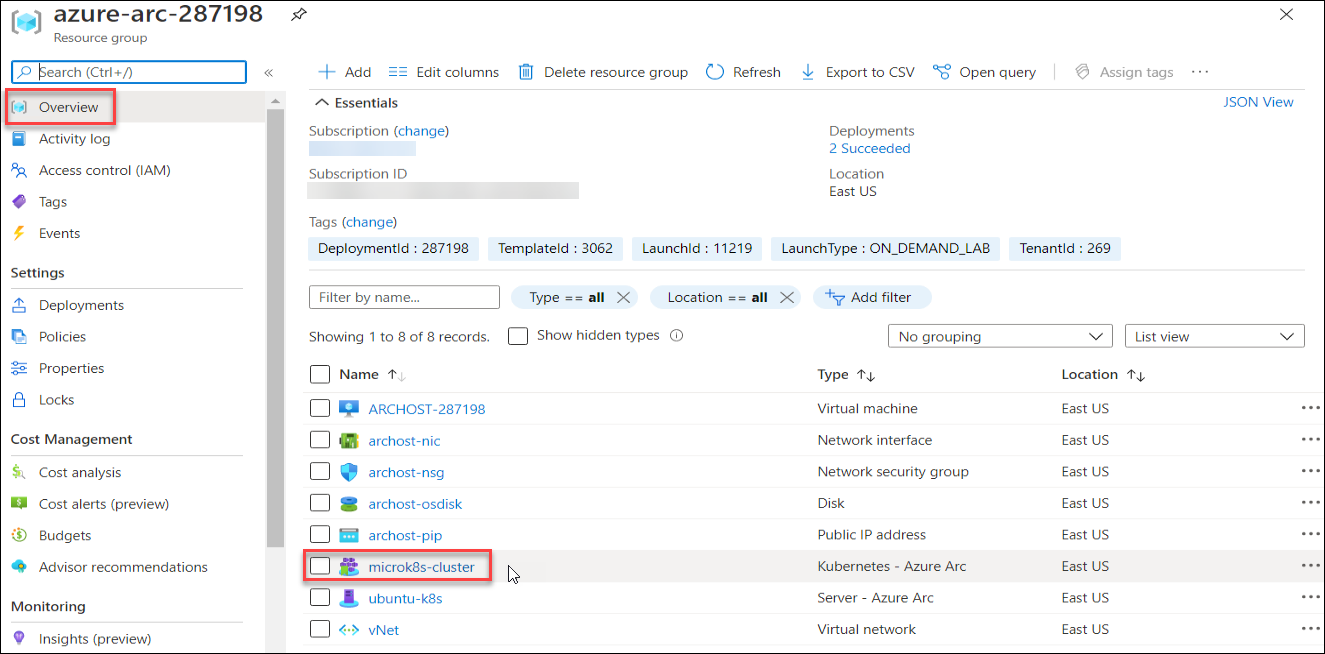 azure-arc-287198
Resource group
Search (Ctrl+/)
«
Overview
Activity log
Access control (IAM)
Tags
Events
Settings
Deployments
Policies
Properties
Locks
Cost Management
Cost analysis
Cost alerts (preview)
Budgets
Advisor recommendations
Monitoring
Insights (preview)
Add Edit columns Delete resource group Refresh Export to CSV Open query Assign tags ...
Essentials JSON View
Subscription (change) Deployments
2 Succeeded
Subscription ID Location
East US
Tags (change)
DeploymentId : 287198 TemplateId : 3062 LaunchId : 11219 LaunchType : ON_DEMAND_LAB TenantId : 269
Filter by name... Type == all Location == all Add filter
Showing 1 to 8 of 8 records. Show hidden types No grouping List view
Name Type Location
ARCHOST-287198 Virtual machine East US ...
archost-nic Network interface East US ...
archost-nsg Network security group East US ...
archost-osdisk Disk East US ...
archost-pip Public IP address East US ...
microk8s-cluster Kubernetes - Azure Arc East US ...
ubuntu-k8s Server - Azure Arc East US ...
vNet Virtual network East US ...